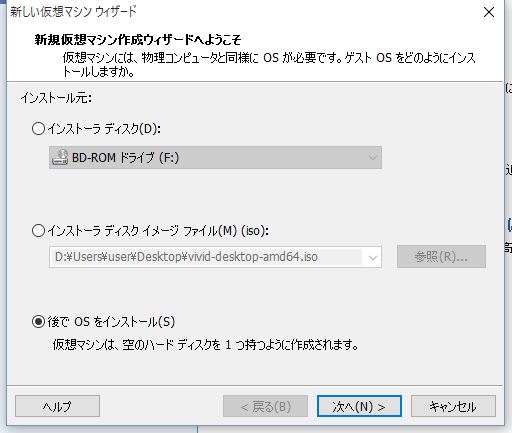 新しい仮想マシン ウィザード
新規仮想マシン作成ウィザードへようこそ
仮想マシンには、物理コンピュータと同様に OS が必要です。ゲスト OS をどのようにインス
トールしますか。
インストール元:
インストーラ ディスク(D):
BD-ROM ドライブ (F:)
インストーラ ディスク イメージ ファイル(M) (iso):
D:¥Users¥user¥Desktop¥vivid-desktop-amd64.iso
参照(R)...
後で OS をインストール(S)
仮想マシンは、空のハード ディスクを 1 つ持つように作成されます。
ヘルプ
< 戻る(B)
次へ(N) >
キャンセル